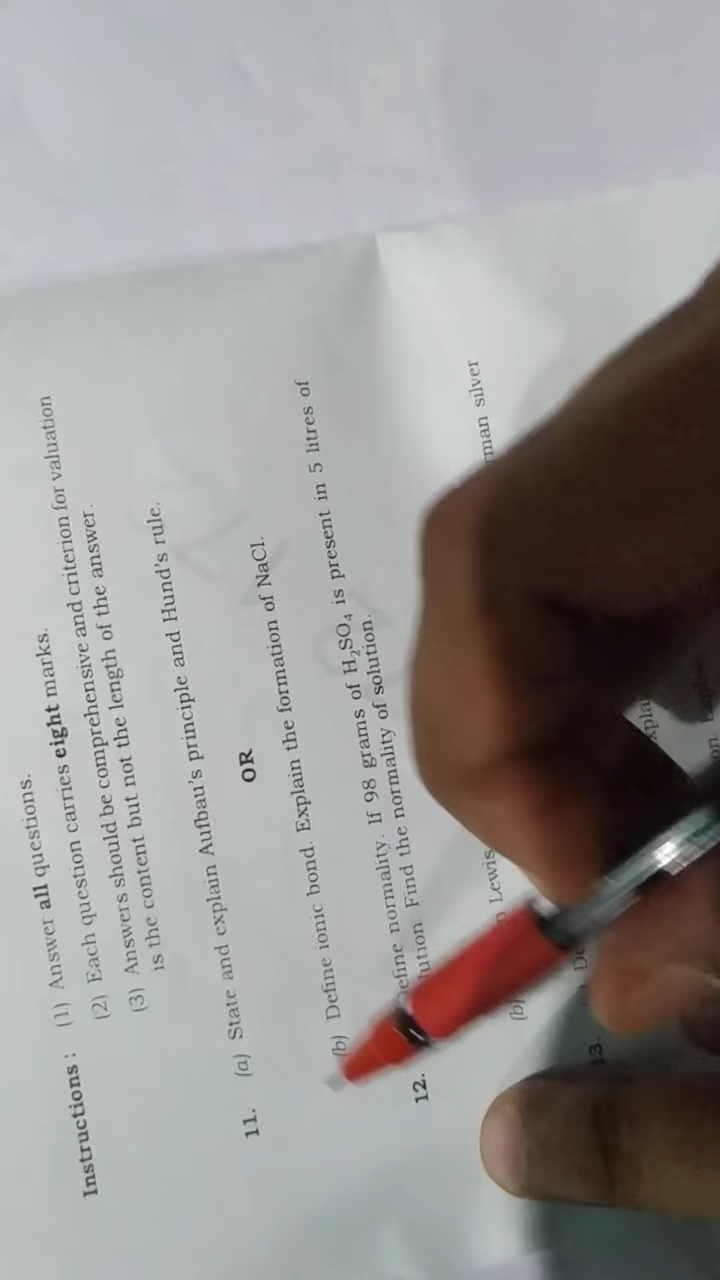 Instructions : (1) Answer all questions.
(2) Each question carries eight marks.
(3) Answers should be comprehensive and criterion for valuation
is the content but not the length of the answer.
11. (a) State and explain Aufbau's principle and Hund's rule.
OR
(b) Define ionic bond. Explain the formation of NaCl.
12. efine normality. If 98 grams of H₂SO₄ is present in 5 litres of
ution. Find the normality of solution.
(b) n Lewis rman silver
13. De
xpla